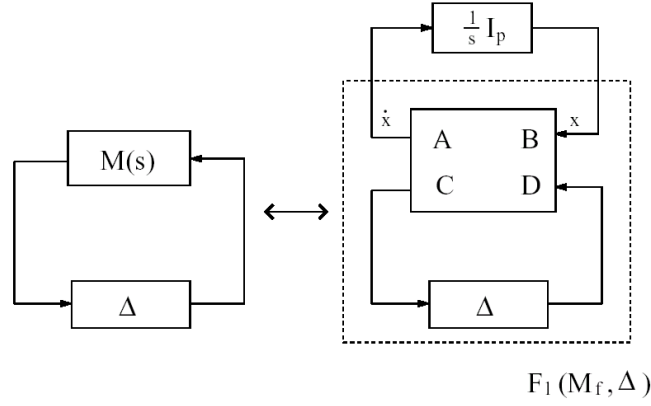 1/s I_p
ẋ x
M(s) A B
C D
Δ Δ
F_l (M_f, Δ)